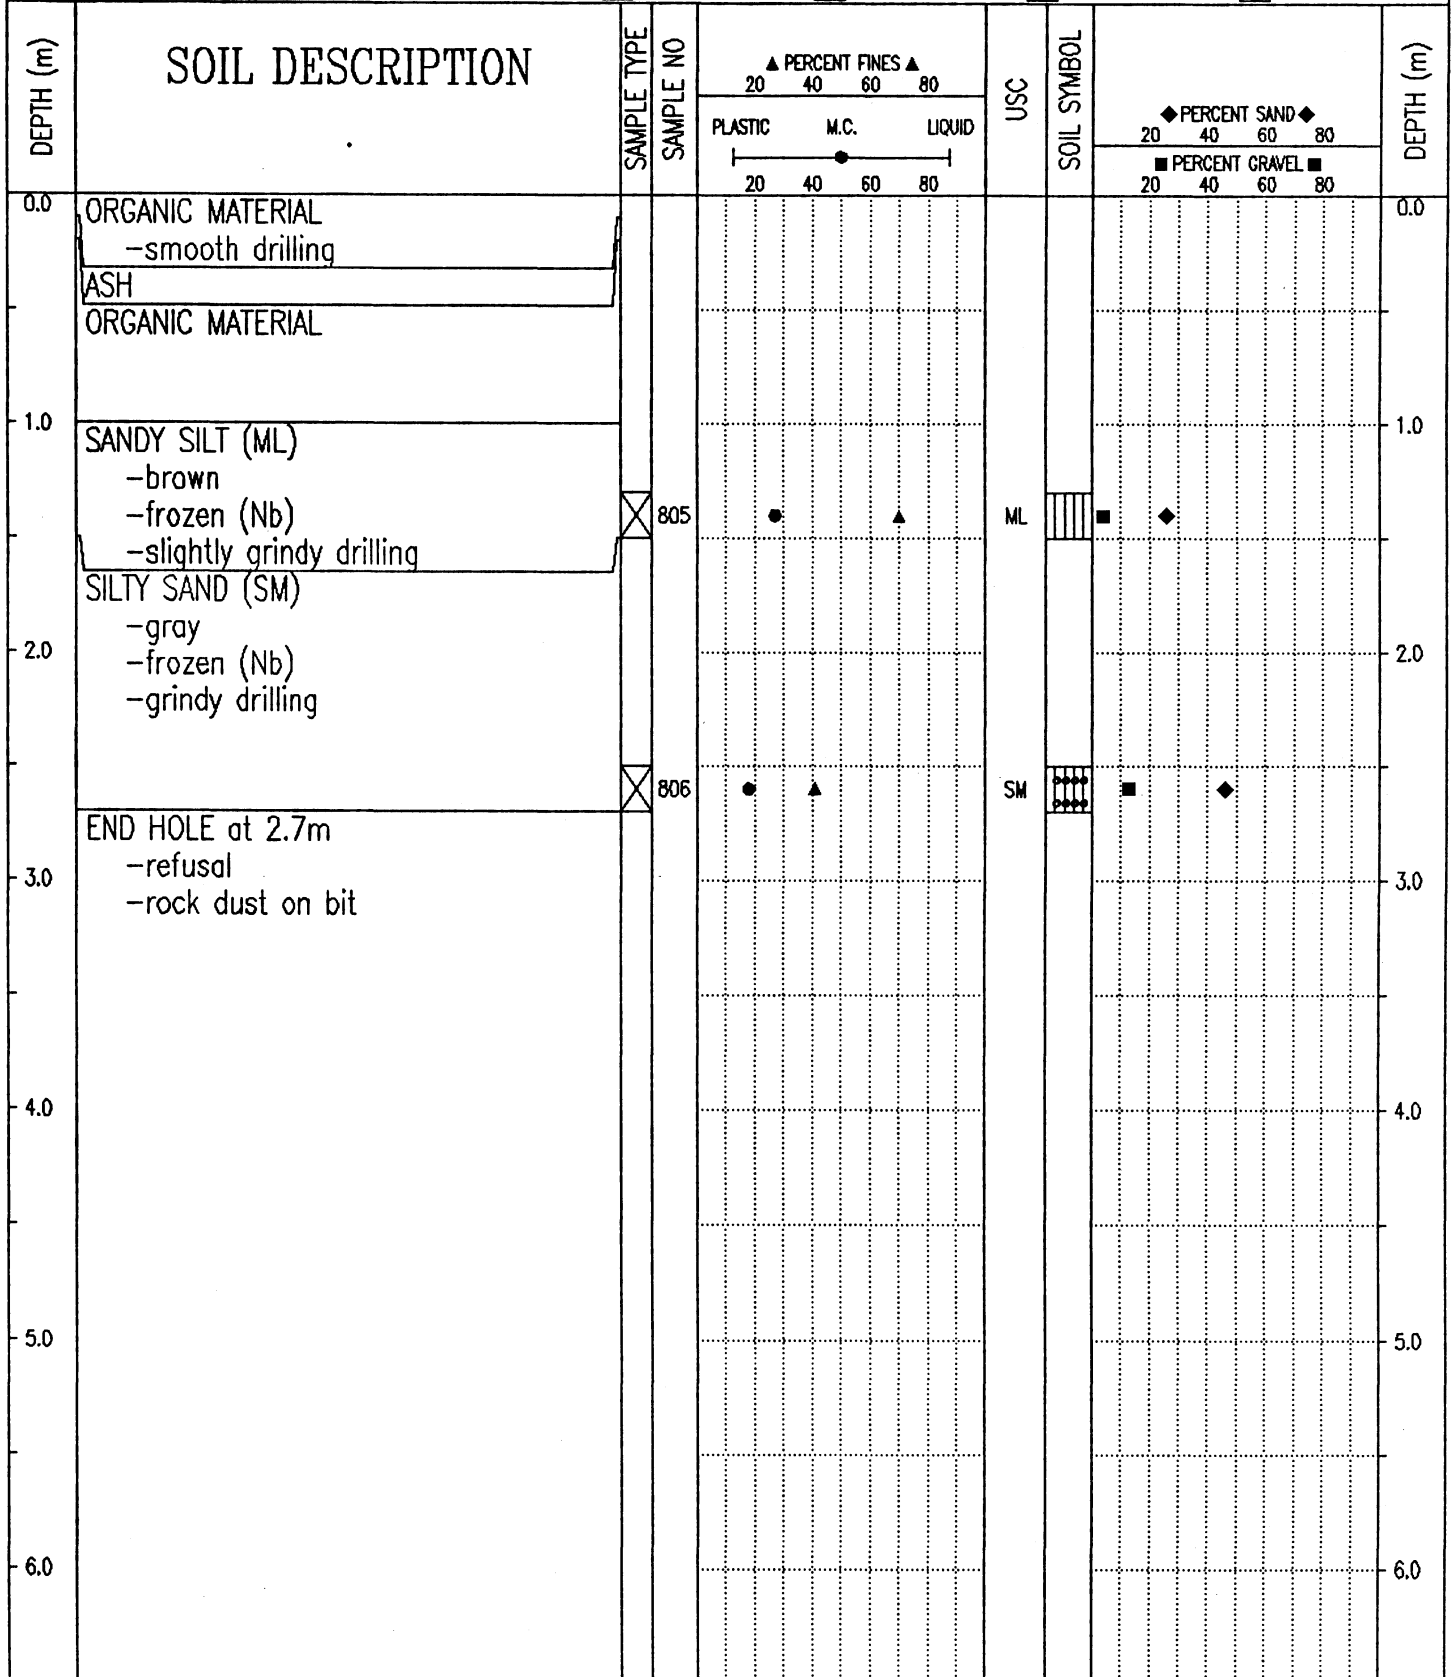 DEPTH (m)
SOIL DESCRIPTION
SAMPLE TYPE
SAMPLE NO
▲ PERCENT FINES ▲
20 40 60 80
PLASTIC M.C. LIQUID
20 40 60 80
USC
SOIL SYMBOL
◆ PERCENT SAND ◆
20 40 60 80
■ PERCENT GRAVEL ■
20 40 60 80
DEPTH (m)
0.0 ORGANIC MATERIAL 0.0
-smooth drilling
ASH
ORGANIC MATERIAL
1.0 1.0
SANDY SILT (ML)
-brown
-frozen (Nb) 805 ML
-slightly grindy drilling
SILTY SAND (SM)
-gray
2.0 2.0
-frozen (Nb)
-grindy drilling
806 SM
END HOLE at 2.7m
-refusal
3.0 3.0
-rock dust on bit
4.0 4.0
5.0 5.0
6.0 6.0